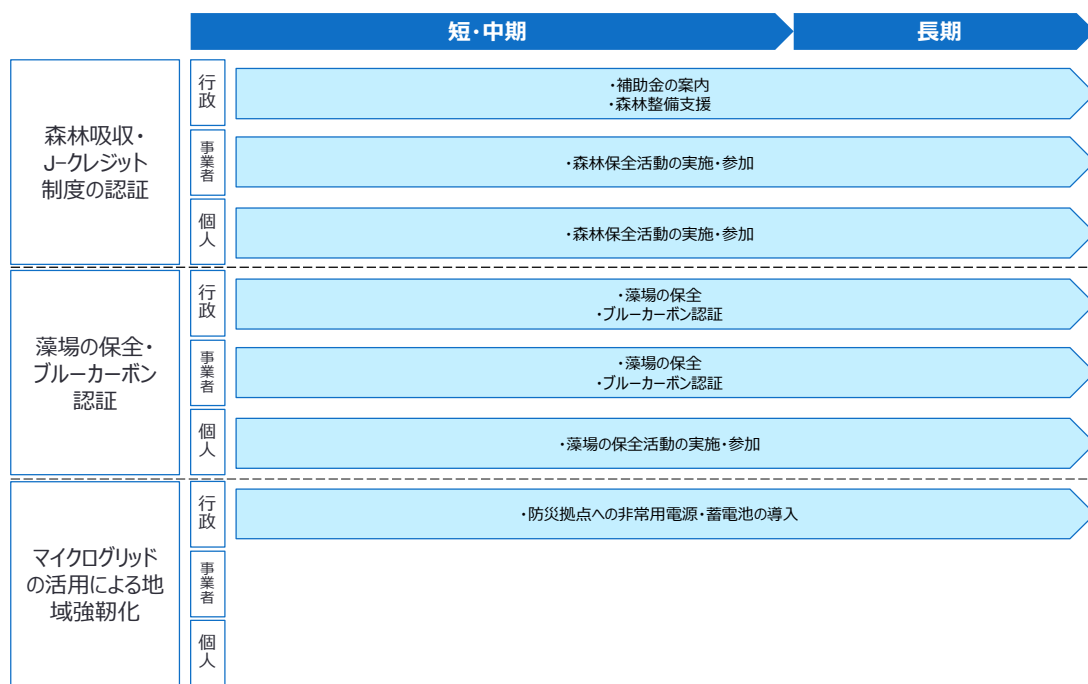 短・中期
長期
森林吸収・
J-クレジット
制度の認証
行政
・補助金の案内
・森林整備支援
事業者
・森林保全活動の実施・参加
個人
・森林保全活動の実施・参加
藻場の保全・
ブルーカーボン
認証
行政
・藻場の保全
・ブルーカーボン認証
事業者
・藻場の保全
・ブルーカーボン認証
個人
・藻場の保全活動の実施・参加
マイクログリッド
の活用による地
域強靭化
行政
・防災拠点への非常用電源・蓄電池の導入
事業者
個人